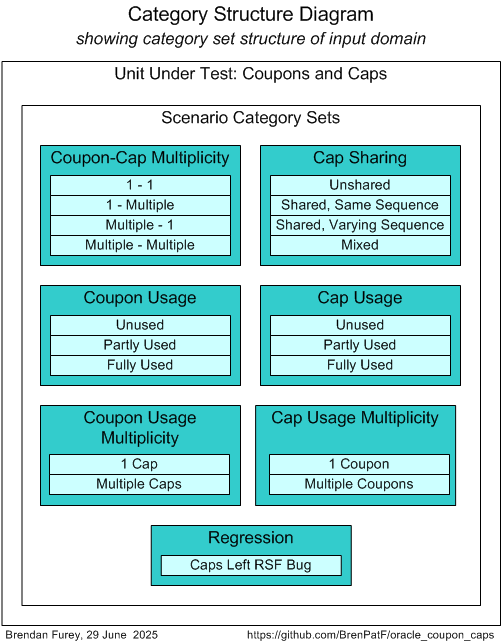 Category Structure Diagram
showing category set structure of input domain
Unit Under Test: Coupons and Caps
Scenario Category Sets
Coupon-Cap Multiplicity
1 - 1
1 - Multiple
Multiple - 1
Multiple - Multiple
Cap Sharing
Unshared
Shared, Same Sequence
Shared, Varying Sequence
Mixed
Coupon Usage
Unused
Partly Used
Fully Used
Cap Usage
Unused
Partly Used
Fully Used
Coupon Usage
Multiplicity
1 Cap
Multiple Caps
Cap Usage Multiplicity
1 Coupon
Multiple Coupons
Regression
Caps Left RSF Bug
Brendan Furey, 29 June 2025
https://github.com/BrenPatF/oracle_coupon_caps